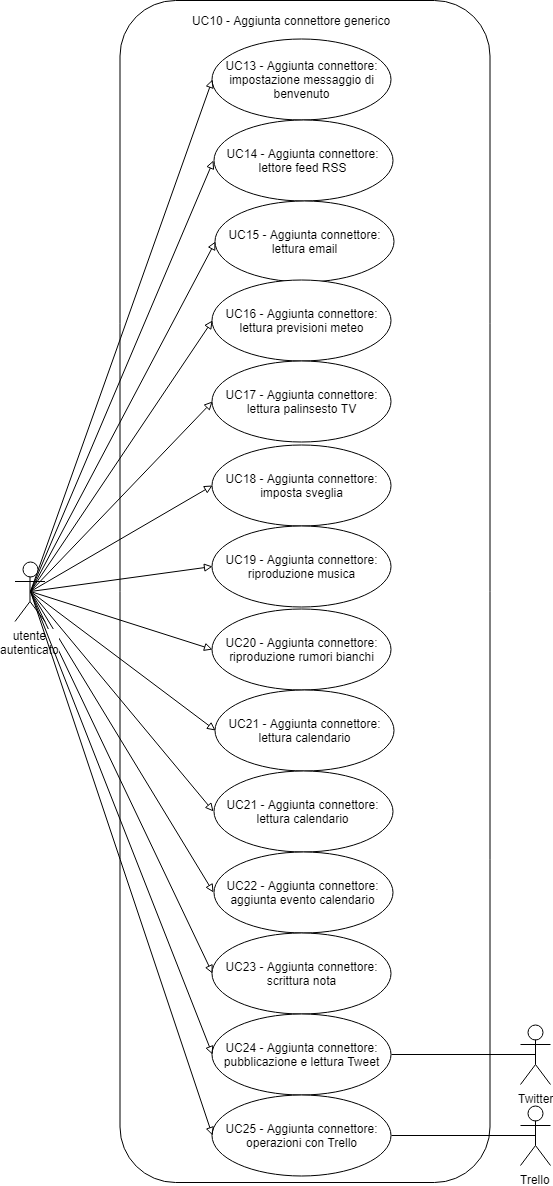 UC10 - Aggiunta connettore generico
UC13 - Aggiunta connettore:
impostazione messaggio di
benvenuto
UC14 - Aggiunta connettore:
lettore feed RSS
UC15 - Aggiunta connettore:
lettura email
UC16 - Aggiunta connettore:
lettura previsioni meteo
UC17 - Aggiunta connettore:
lettura palinsesto TV
UC18 - Aggiunta connettore:
imposta sveglia
UC19 - Aggiunta connettore:
riproduzione musica
utente
autenticato
UC20 - Aggiunta connettore:
riproduzione rumori bianchi
UC21 - Aggiunta connettore:
lettura calendario
UC21 - Aggiunta connettore:
lettura calendario
UC22 - Aggiunta connettore:
aggiunta evento calendario
UC23 - Aggiunta connettore:
scrittura nota
UC24 - Aggiunta connettore:
pubblicazione e lettura Tweet
Twitter
UC25 - Aggiunta connettore:
operazioni con Trello
Trello